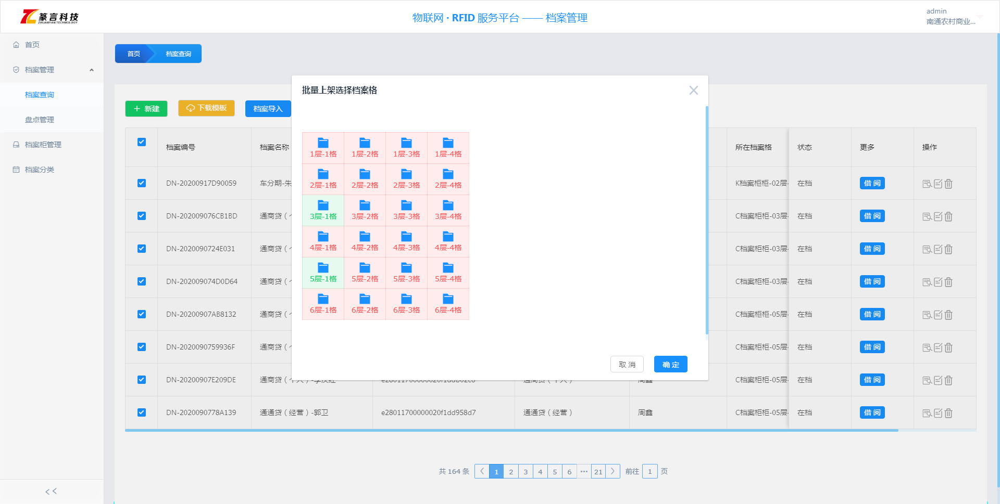 篆言科技
ZHUANYAN TECHNOLOGY
物联网 · RFID 服务平台 —— 档案管理
admin
南通农村商业...
首页
档案管理
档案查询
盘点管理
档案柜管理
档案分类
<<
首页
档案查询
新建
下载模板
档案导入
批量上架选择档案格
1层-1格 1层-2格 1层-3格 1层-4格
2层-1格 2层-2格 2层-3格 2层-4格
3层-1格 3层-2格 3层-3格 3层-4格
4层-1格 4层-2格 4层-3格 4层-4格
5层-1格 5层-2格 5层-3格 5层-4格
6层-1格 6层-2格 6层-3格 6层-4格
取消 确定
档案编号 档案名称 所在档案格 状态 更多 操作
DN-20200917D90059 车分期-朱 K档案柜柜-02层- 在档 借阅
DN-202009076CB1BD 通商贷（个 C档案柜柜-03层- 在档 借阅
DN-2020090724E031 通商贷（个 C档案柜柜-03层- 在档 借阅
DN-202009074D0D64 通商贷（个 C档案柜柜-03层- 在档 借阅
DN-20200907AB8132 通商贷（个 C档案柜柜-05层- 在档 借阅
DN-2020090759936F 通商贷（个 C档案柜柜-05层- 在档 借阅
DN-20200907E209DE 通商贷（个人）- e28011700000020f1ddb02c6 通商贷（个人） 周鑫 C档案柜柜-05层- 在档 借阅
DN-2020090778A139 通通贷（经营）-郭卫 e28011700000020f1dd958d7 通通贷（经营） 周鑫 C档案柜柜-05层- 在档 借阅
共 164 条 < 1 2 3 4 5 6 ··· 21 > 前往 1 页